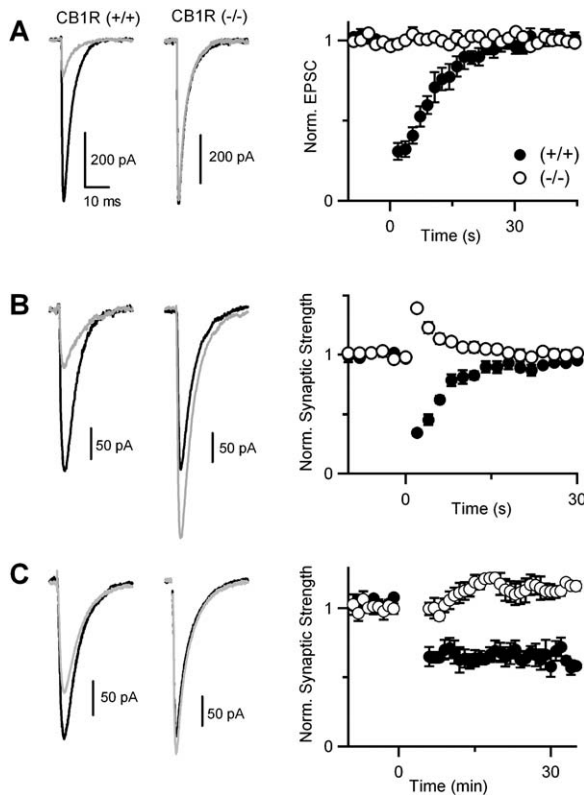 A
CB1R (+/+)
CB1R (-/-)
200 pA
10 ms
200 pA
Norm. EPSC
1
0
0
30
Time (s)
(+/+)
(-/-)
B
50 pA
50 pA
Norm. Synaptic Strength
1
0
0
30
Time (s)
C
50 pA
50 pA
Norm. Synaptic Strength
1
0
0
30
Time (min)